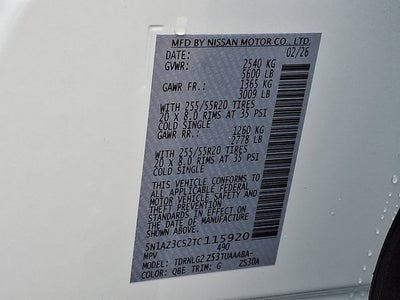 MFD BY NISSAN MOTOR CO., LTD.
DATE: 02/26
GVWR: 2540 KG
5600 LB
GAWR FR.: 1365 KG
3009 LB
WITH 255/55R20 TIRES
20 X 8.0 RIMS AT 35 PSI
COLD SINGLE
GAWR RR.: 1260 KG
2778 LB
WITH 255/55R20 TIRES
20 X 8.0 RIMS AT 35 PSI
COLD SINGLE
THIS VEHICLE CONFORMS TO
ALL APPLICABLE FEDERAL
MOTOR VEHICLE SAFETY AND
THEFT PREVENTION
STANDARDS IN EFFECT ON
THE DATE OF MANUFACTURE
SHOWN ABOVE.
5N1AZ3CS2TC115920
MPV 490
MODEL: TDRNLG2 Z53TUAAABA-
Z53DA
COLOR: QBE TRIM: G